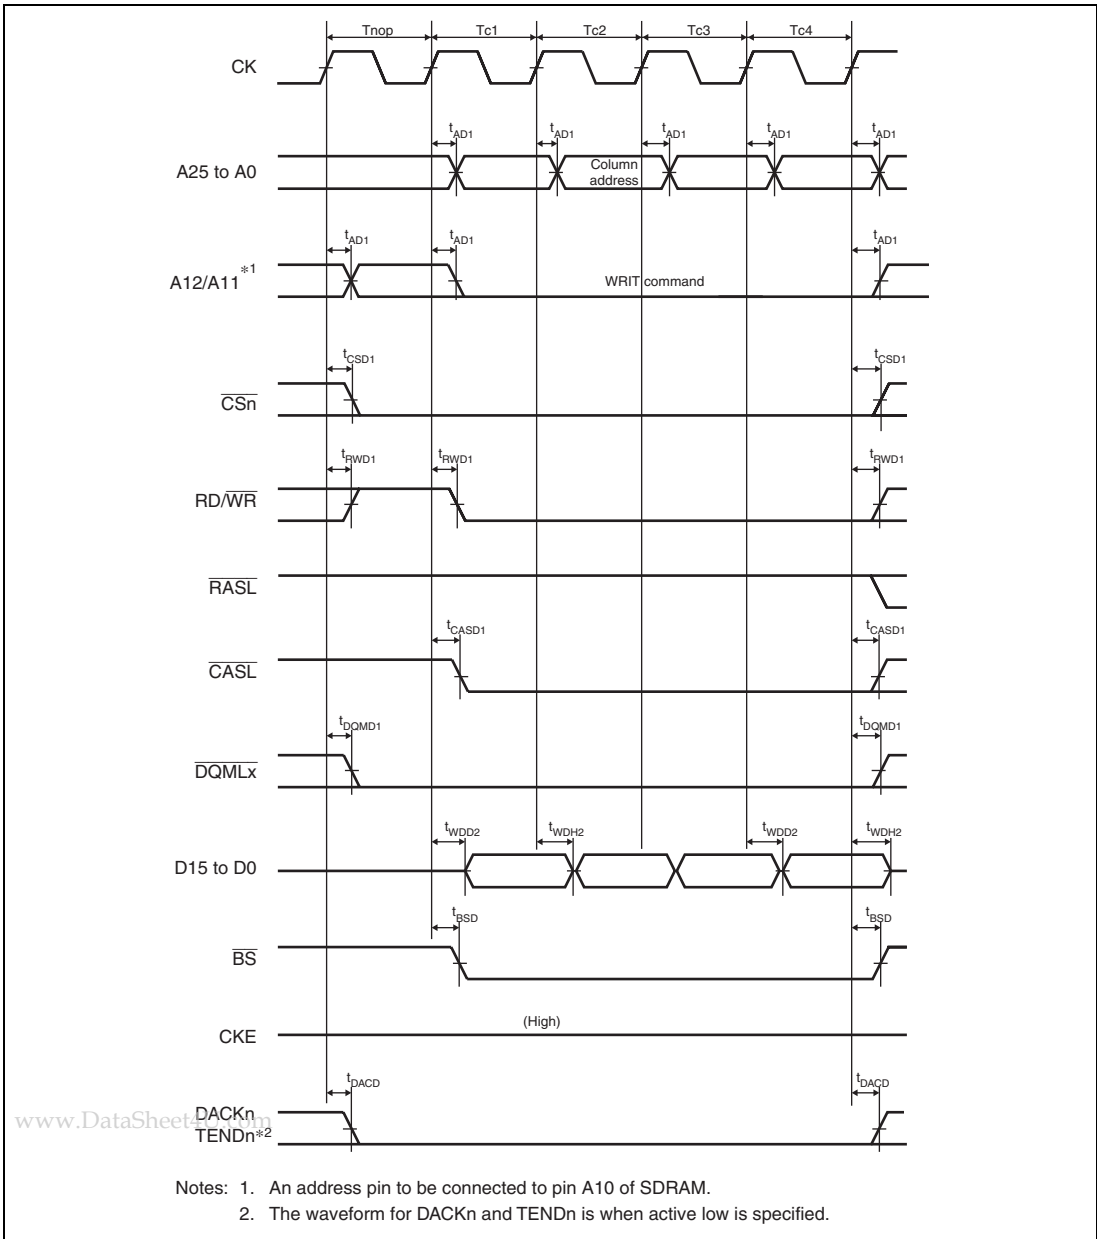 Tnop Tc1 Tc2 Tc3 Tc4
CK
tAD1 tAD1 tAD1 tAD1 tAD1
A25 to A0
Column
address
tAD1 tAD1 tAD1
A12/A11*1
WRIT command
tCSD1 tCSD1
CSn
tRWD1 tRWD1 tRWD1
RD/WR
RASL
tCASD1 tCASD1
CASL
tDQMD1 tDQMD1
DQMLx
tWDD2 tWDH2 tWDD2 tWDH2
D15 to D0
tBSD tBSD
BS
(High)
CKE
tDACD tDACD
DACKn
www.DataSheet4U.com
TENDn*2
Notes: 1. An address pin to be connected to pin A10 of SDRAM.
2. The waveform for DACKn and TENDn is when active low is specified.